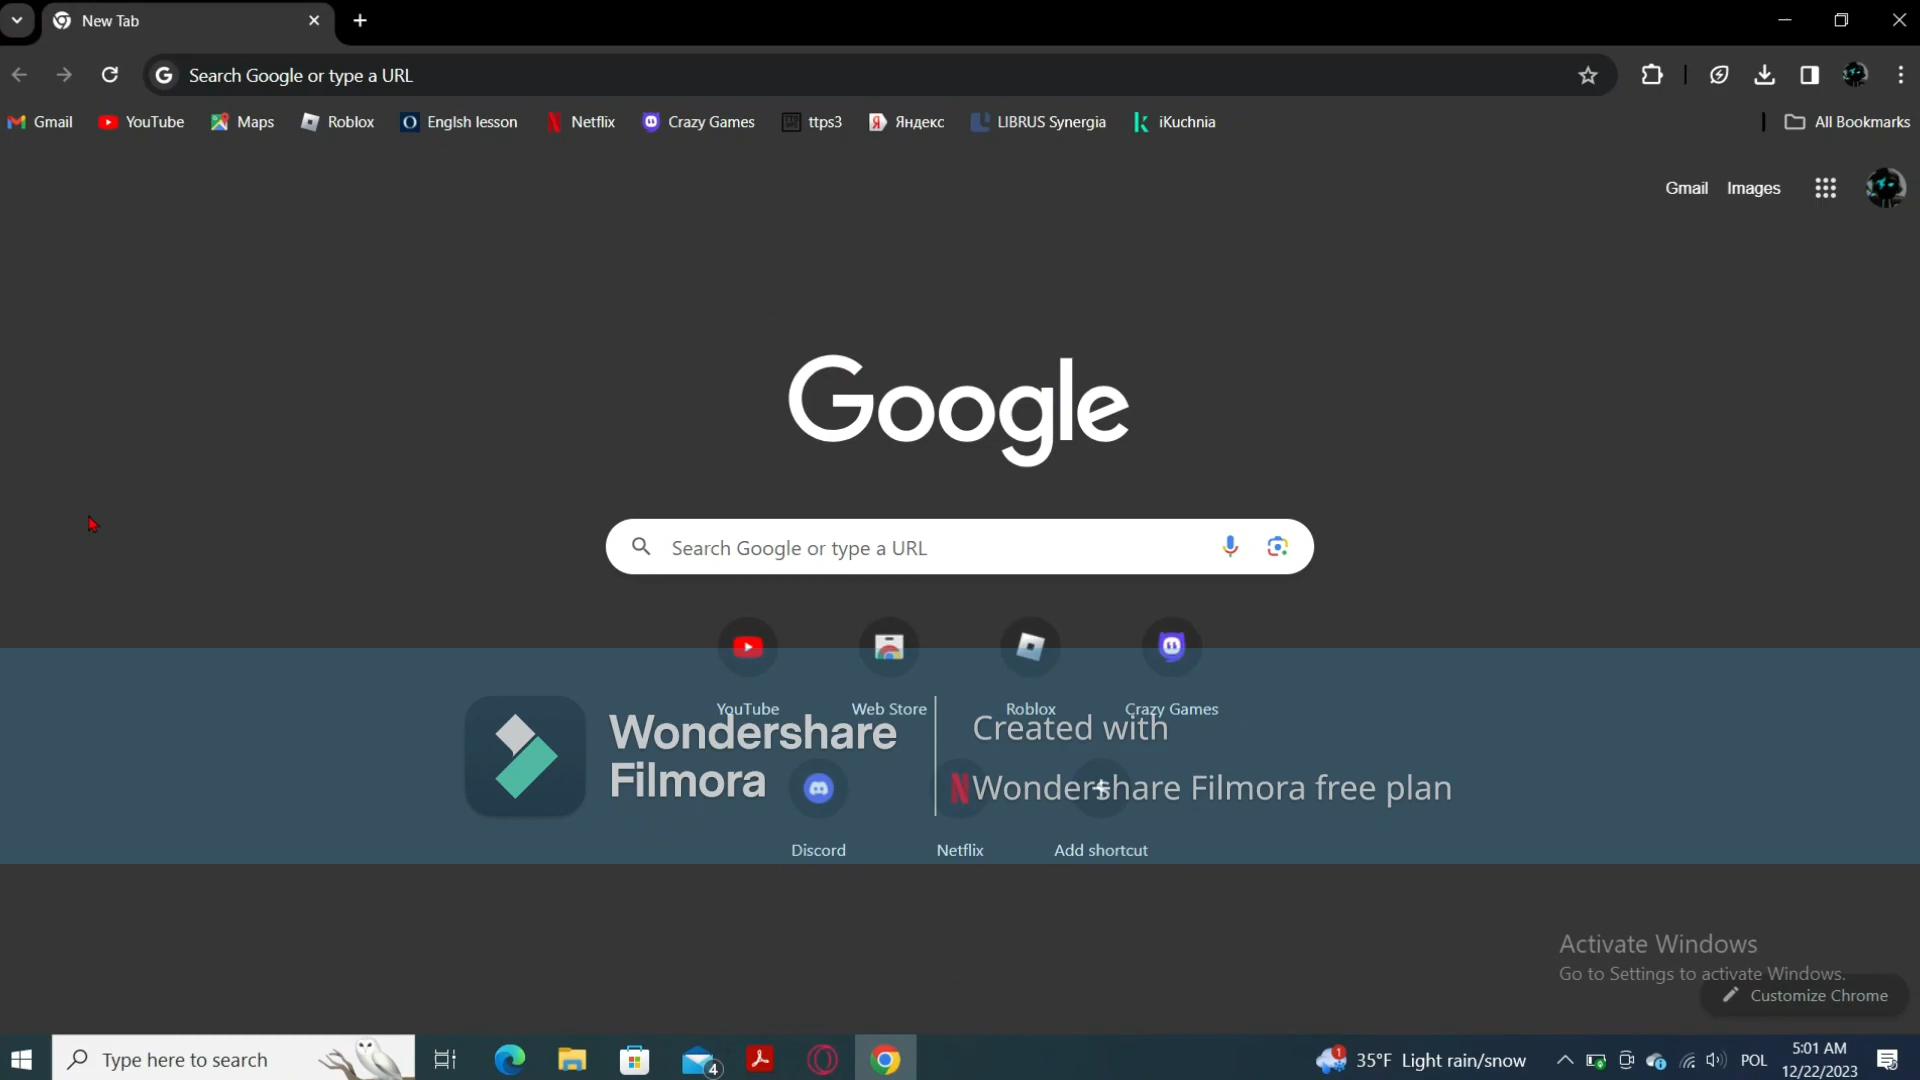 New Tab
Search Google or type a URL
Gmail
YouTube
Maps
Roblox
Englsh lesson
Netflix
Crazy Games
ttps3
Яндекс
LIBRUS Synergia
iKuchnia
All Bookmarks
Gmail
Images
Google
Search Google or type a URL
YouTube
Web Store
Roblox
Crazy Games
Wondershare
Filmora
Created with
Wondershare Filmora free plan
Discord
Netflix
Add shortcut
Activate Windows
Go to Settings to activate Windows.
Customize Chrome
Type here to search
4
1
35°F Light rain/snow
POL
5:01 AM
12/22/2023